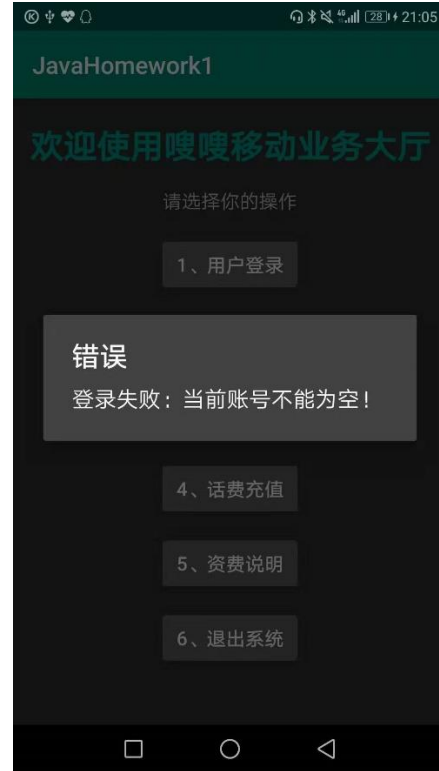 28 21:05
JavaHomework1
欢迎使用嗖嗖移动业务大厅
请选择你的操作
1、用户登录
错误
登录失败：当前账号不能为空！
4、话费充值
5、资费说明
6、退出系统